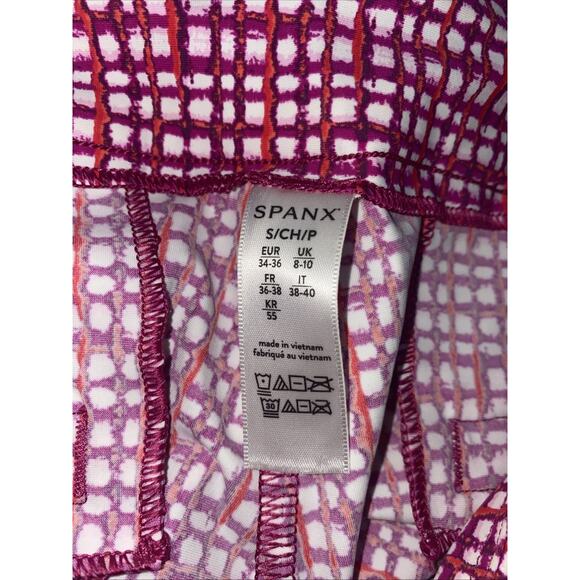 SPANX
S/CH/P
EUR UK
34-36 8-10
FR IT
36-38 38-40
KR
55
made in vietnam
fabriqué au vietnam
30